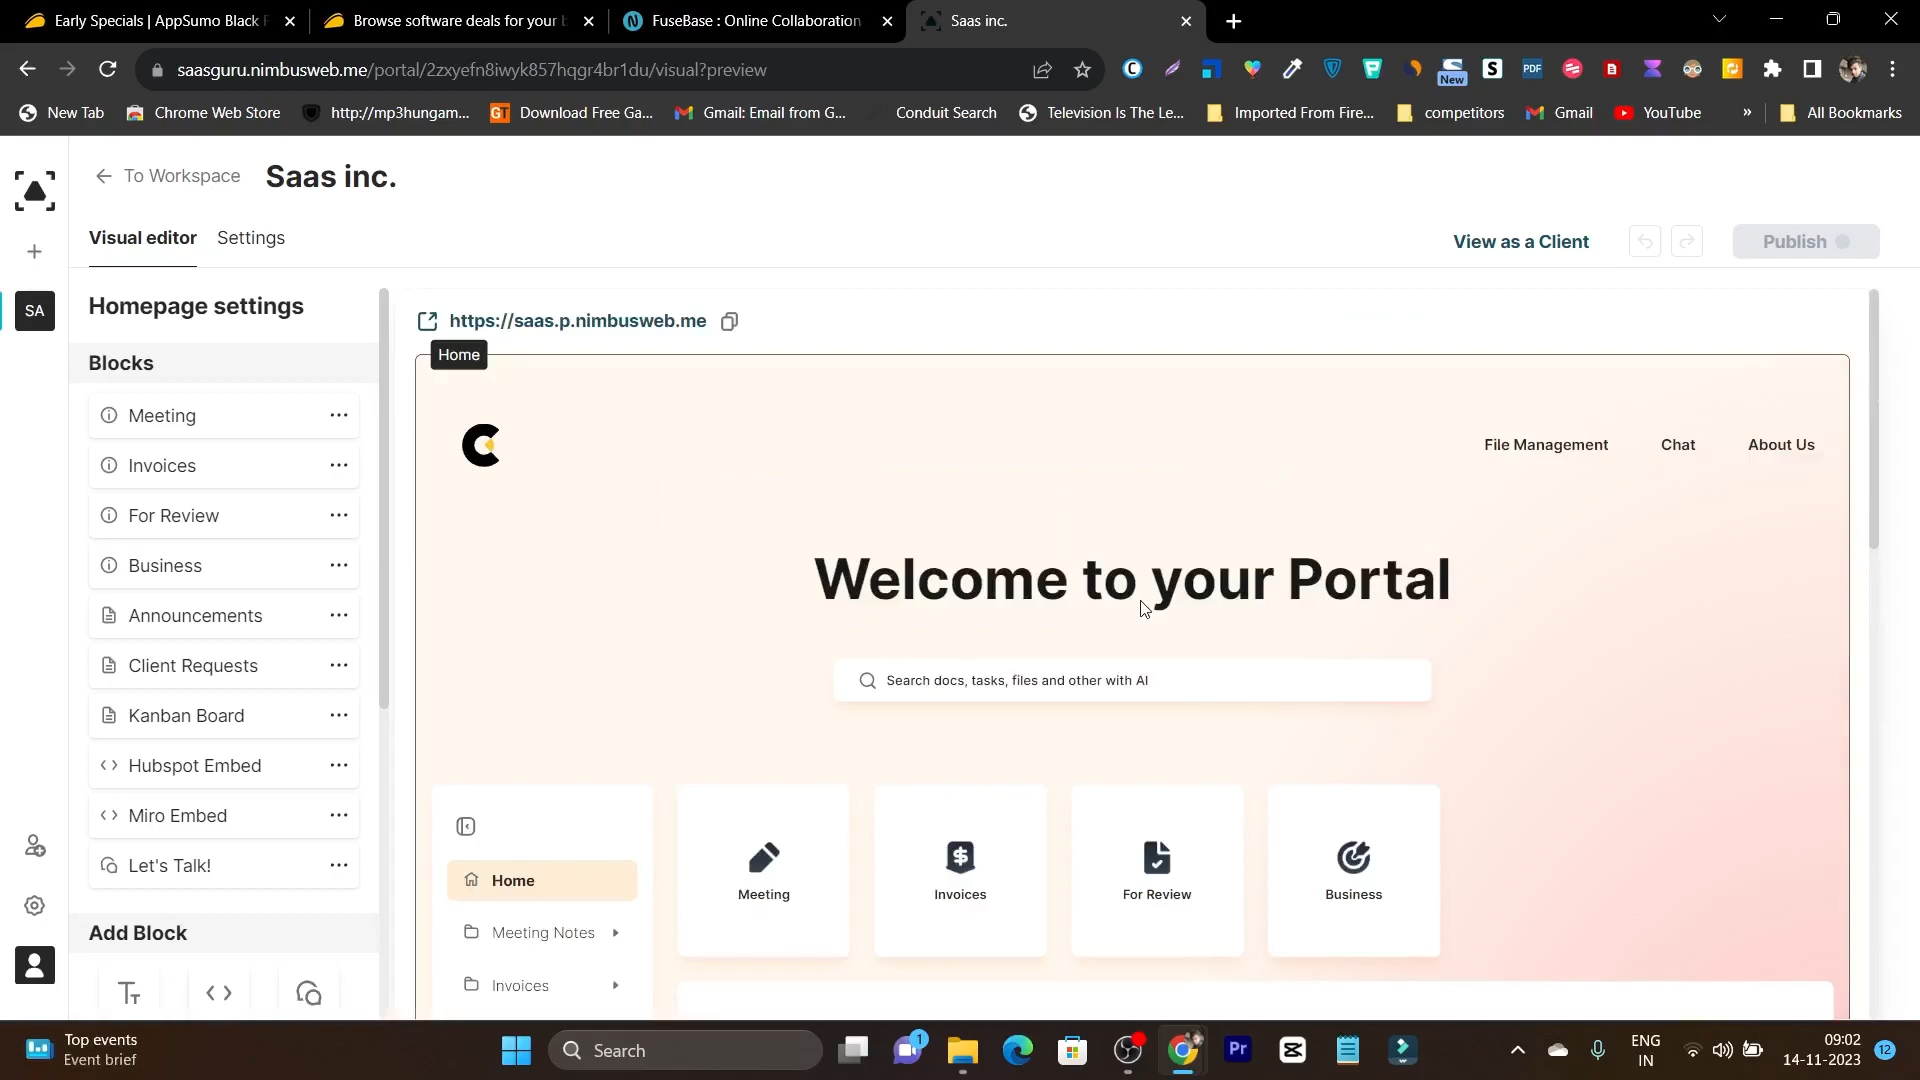 Early Specials | AppSumo Black F
Browse software deals for your b
FuseBase : Online Collaboration
Saas inc.
saasguru.nimbusweb.me/portal/2zxyefn8iwyk857hqgr4br1du/visual?preview
New
PDF
New Tab
Chrome Web Store
http://mp3hungam...
GT
Download Free Ga...
Gmail: Email from G...
Conduit Search
Television Is The Le...
Imported From Fire...
competitors
Gmail
YouTube
»
All Bookmarks
To Workspace
Saas inc.
Visual editor
Settings
View as a Client
Publish
SA
Homepage settings
https://saas.p.nimbusweb.me
Home
Blocks
Meeting
Invoices
For Review
Business
Announcements
Client Requests
Kanban Board
Hubspot Embed
Miro Embed
Let's Talk!
Add Block
File Management
Chat
About Us
Welcome to your Portal
Search docs, tasks, files and other with AI
Home
Meeting Notes
Invoices
Meeting
Invoices
For Review
Business
Top events
Event brief
Search
1
Pr
ENG
IN
09:02
14-11-2023
12